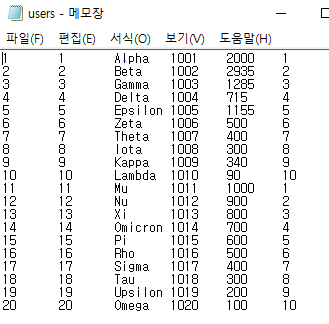 users - 메모장
파일(F) 편집(E) 서식(O) 보기(V) 도움말(H)
1 1 Alpha 1001 2000 1
2 2 Beta 1002 2935 2
3 3 Gamma 1003 1285 3
4 4 Delta 1004 715 4
5 5 Epsilon 1005 1155 5
6 6 Zeta 1006 500 6
7 7 Theta 1007 400 7
8 8 Iota 1008 300 8
9 9 Kappa 1009 340 9
10 10 Lambda 1010 90 10
11 11 Mu 1011 1000 1
12 12 Nu 1012 900 2
13 13 Xi 1013 800 3
14 14 Omicron 1014 700 4
15 15 Pi 1015 600 5
16 16 Rho 1016 500 6
17 17 Sigma 1017 400 7
18 18 Tau 1018 300 8
19 19 Upsilon 1019 200 9
20 20 Omega 1020 100 10